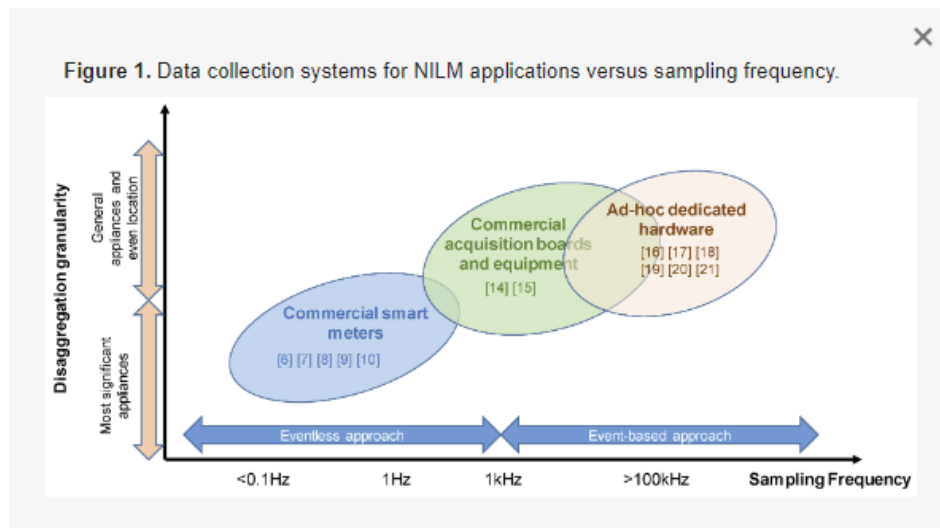 Figure 1. Data collection systems for NILM applications versus sampling frequency.
Disaggregation granularity
General
appliances and
even location
Most significant
appliances
Commercial smart
meters
[6] [7] [8] [9] [10]
Commercial
acquisition boards
and equipment
[14] [15]
Ad-hoc dedicated
hardware
[16] [17] [18]
[19] [20] [21]
Eventless approach
Event-based approach
<0.1Hz
1Hz
1kHz
>100kHz
Sampling Frequency